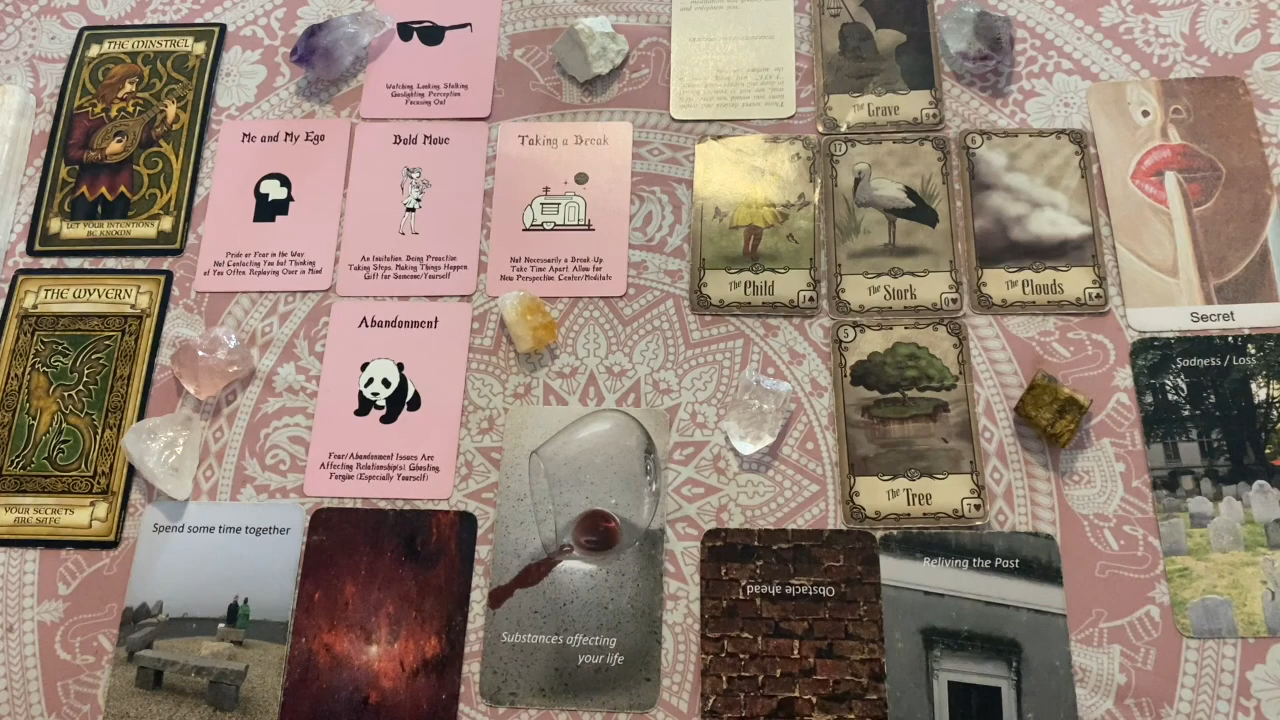 THE MINSTREL
LET YOUR INTENTIONS
BE KNOWN
Watching, Looking, Stalking
Gaslighting, Perception
Focusing Out
The Grave
9
Me and My Ego
Pride or Fear in the Way
Not Contacting You but Thinking
of You Often, Replaying Over in Mind
Bold Move
An Invitation, Being Proactive
Taking Steps, Making Things Happen
Gift for Someone/Yourself
Taking a Break
Not Necessarily a Break-Up
Take Time Apart, Allow for
New Perspective Center/Meditate
The Child
J
17
The Stork
Q
6
The Clouds
K
Secret
THE WYVERN
YOUR SECRETS
ARE SAFE
Abandonment
Fear/Abandonment Issues Are
Affecting Relationship(s) Ghosting,
Forgive (Especially Yourself)
5
The Tree
7
Sadness / Loss
Spend some time together
Substances affecting
your life
Obstacle ahead!
Reliving the Past